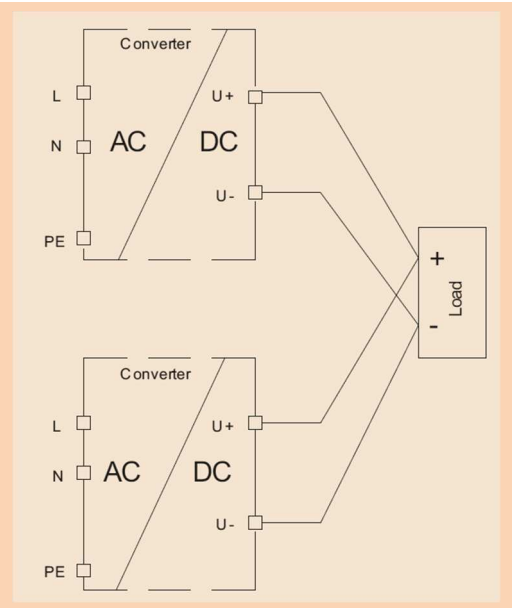 Converter
L
U+
N
AC
DC
U-
PE
+
Load
-
Converter
L
U+
N
AC
DC
U-
PE